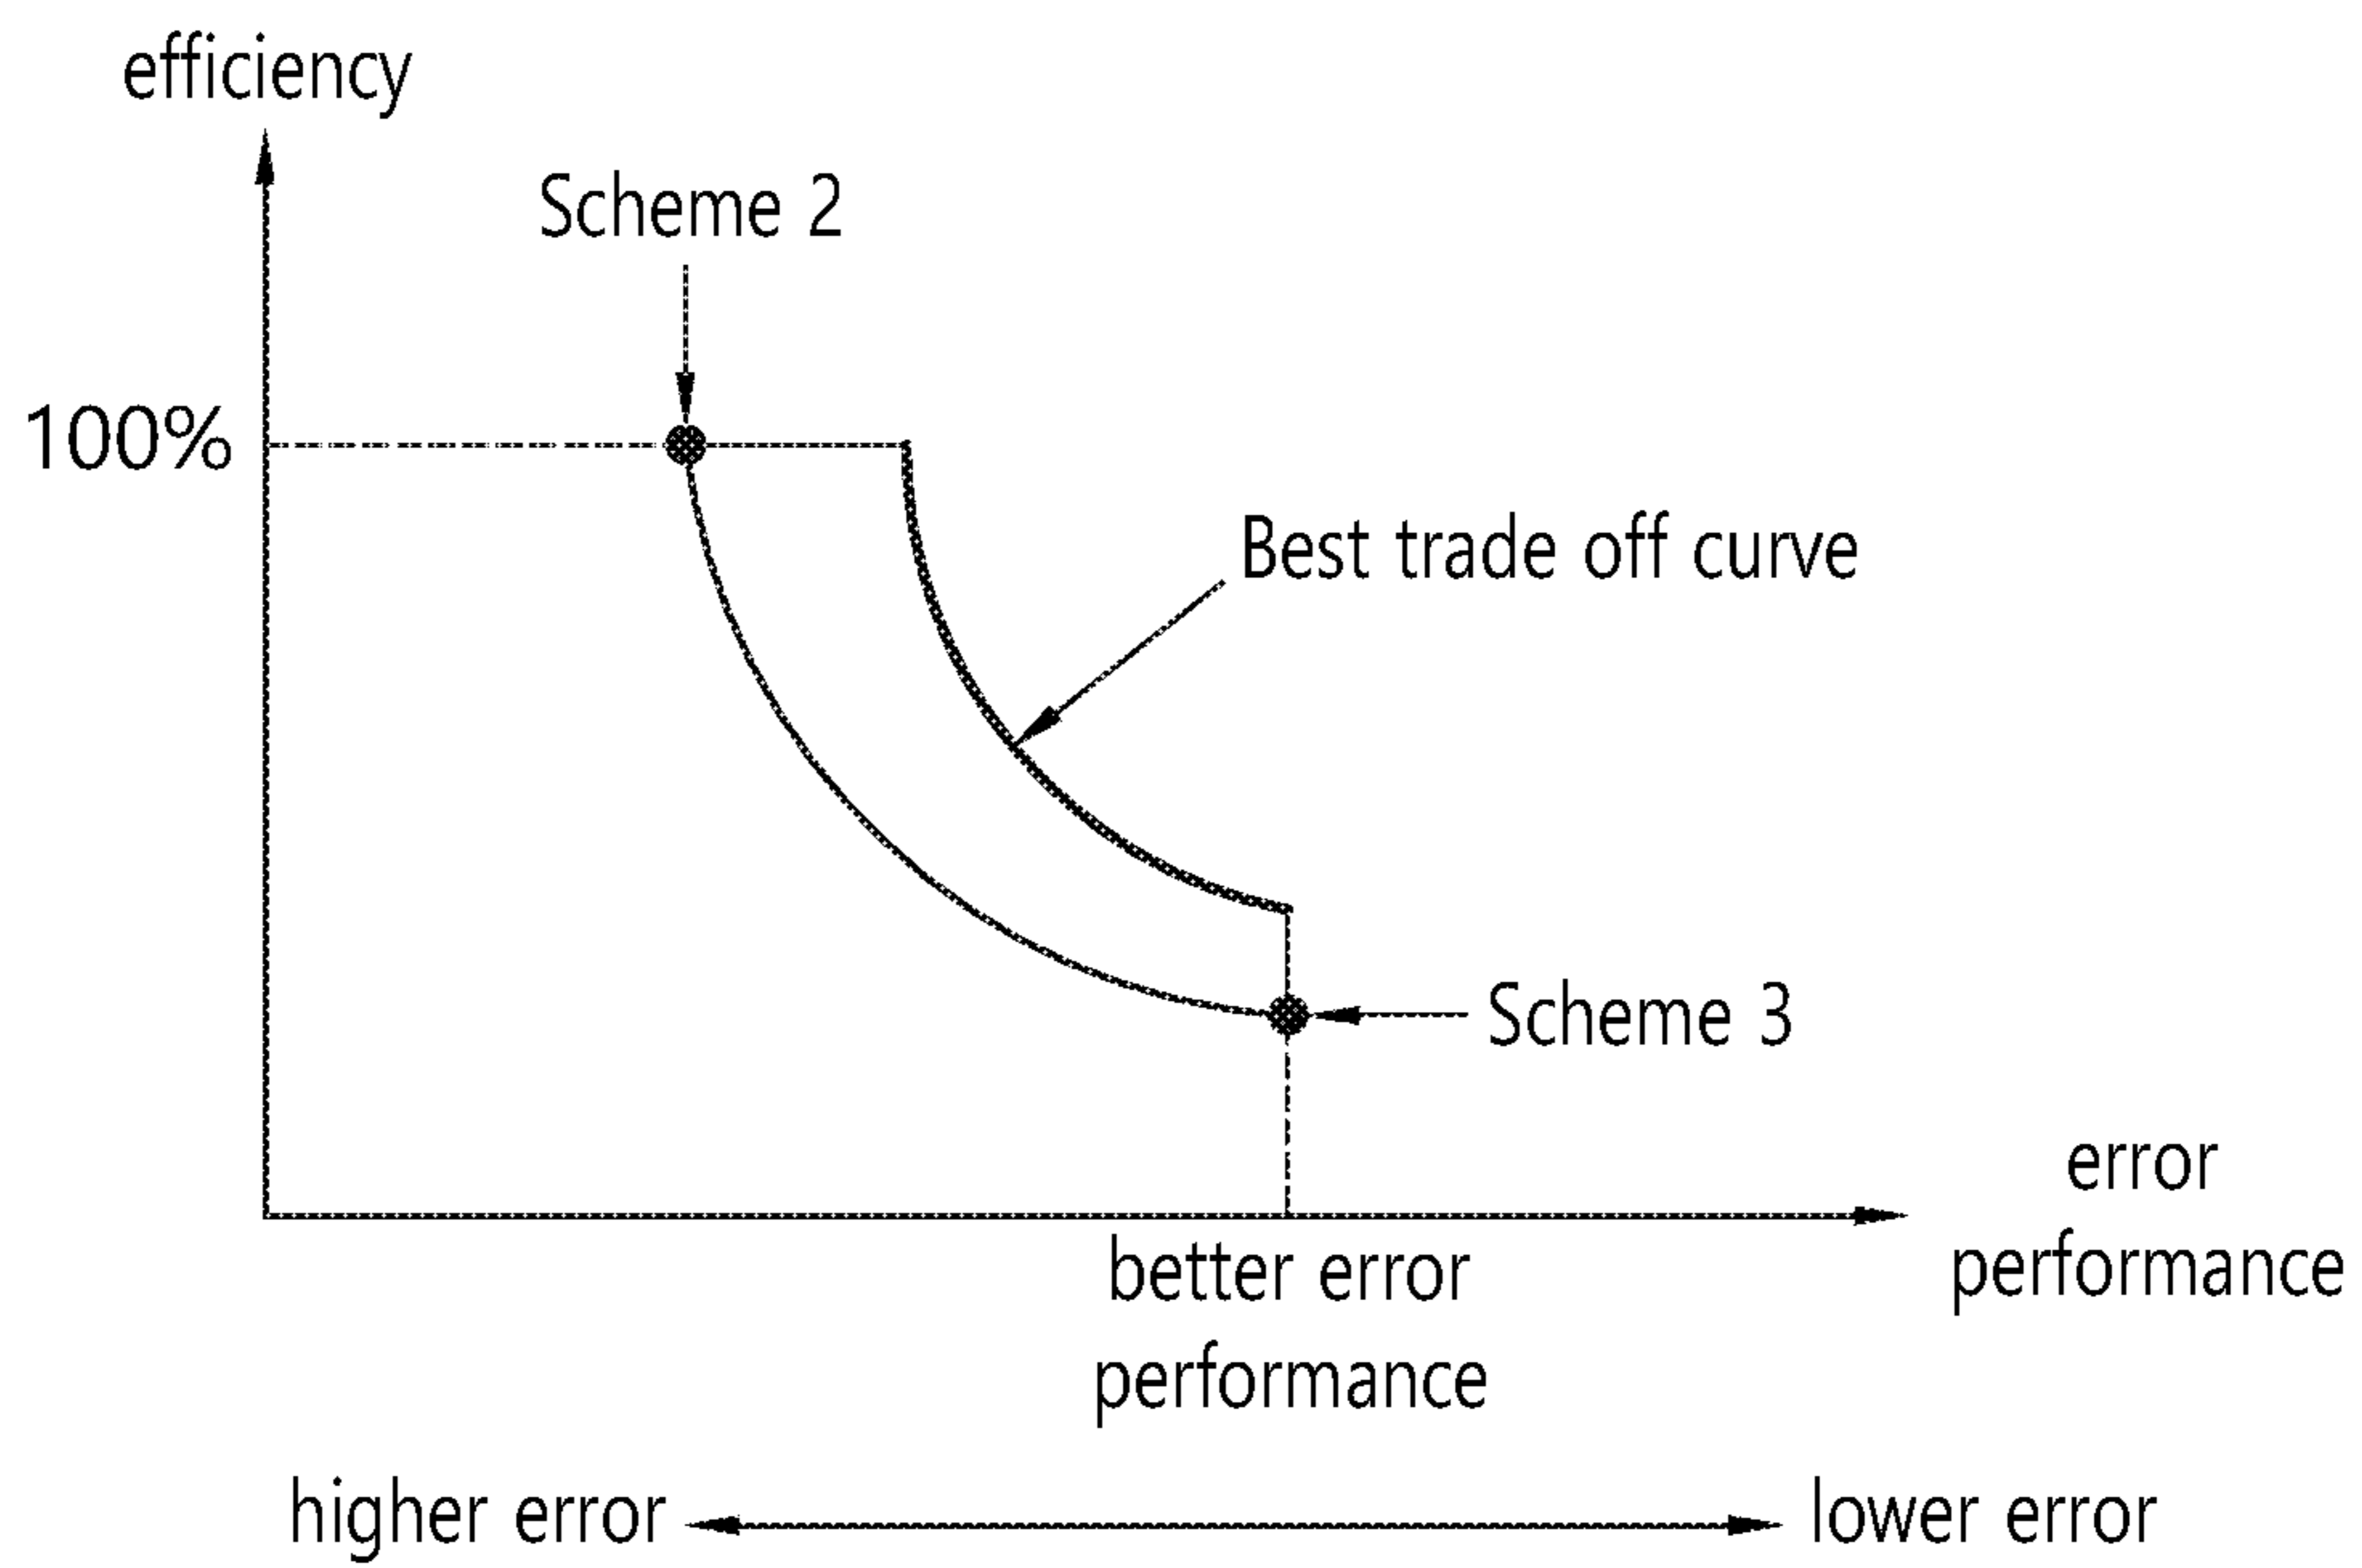 efficiency
Scheme 2
100%
Best trade off curve
Scheme 3
error
performance
better error
performance
higher error
lower error